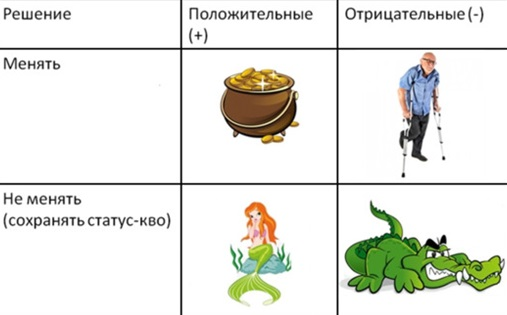 Решение
Положительные
(+)
Отрицательные (-)
Менять
Не менять
(сохранять статус-кво)